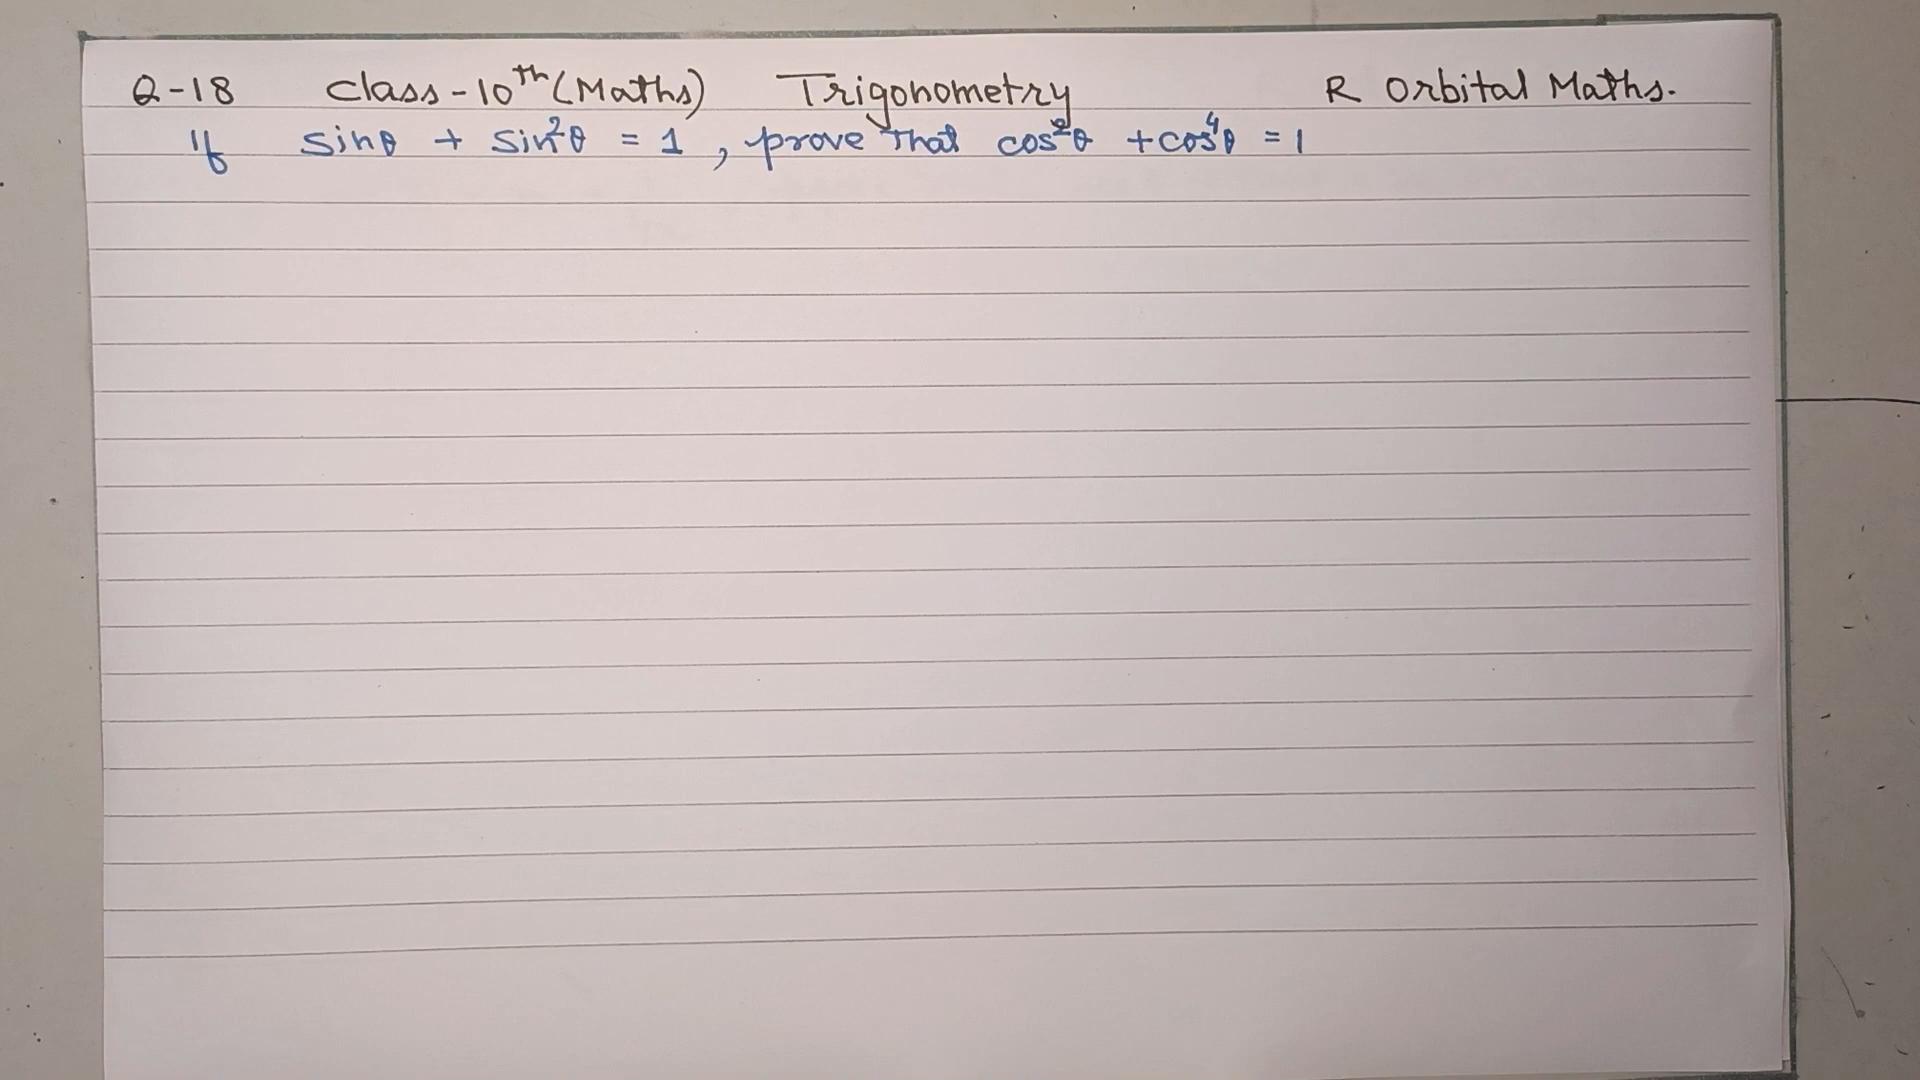 Q-18 Class-10th (Maths) Trigonometry R Orbital Maths.
If sinθ + sin²θ = 1, prove that cos²θ + cos⁴θ = 1